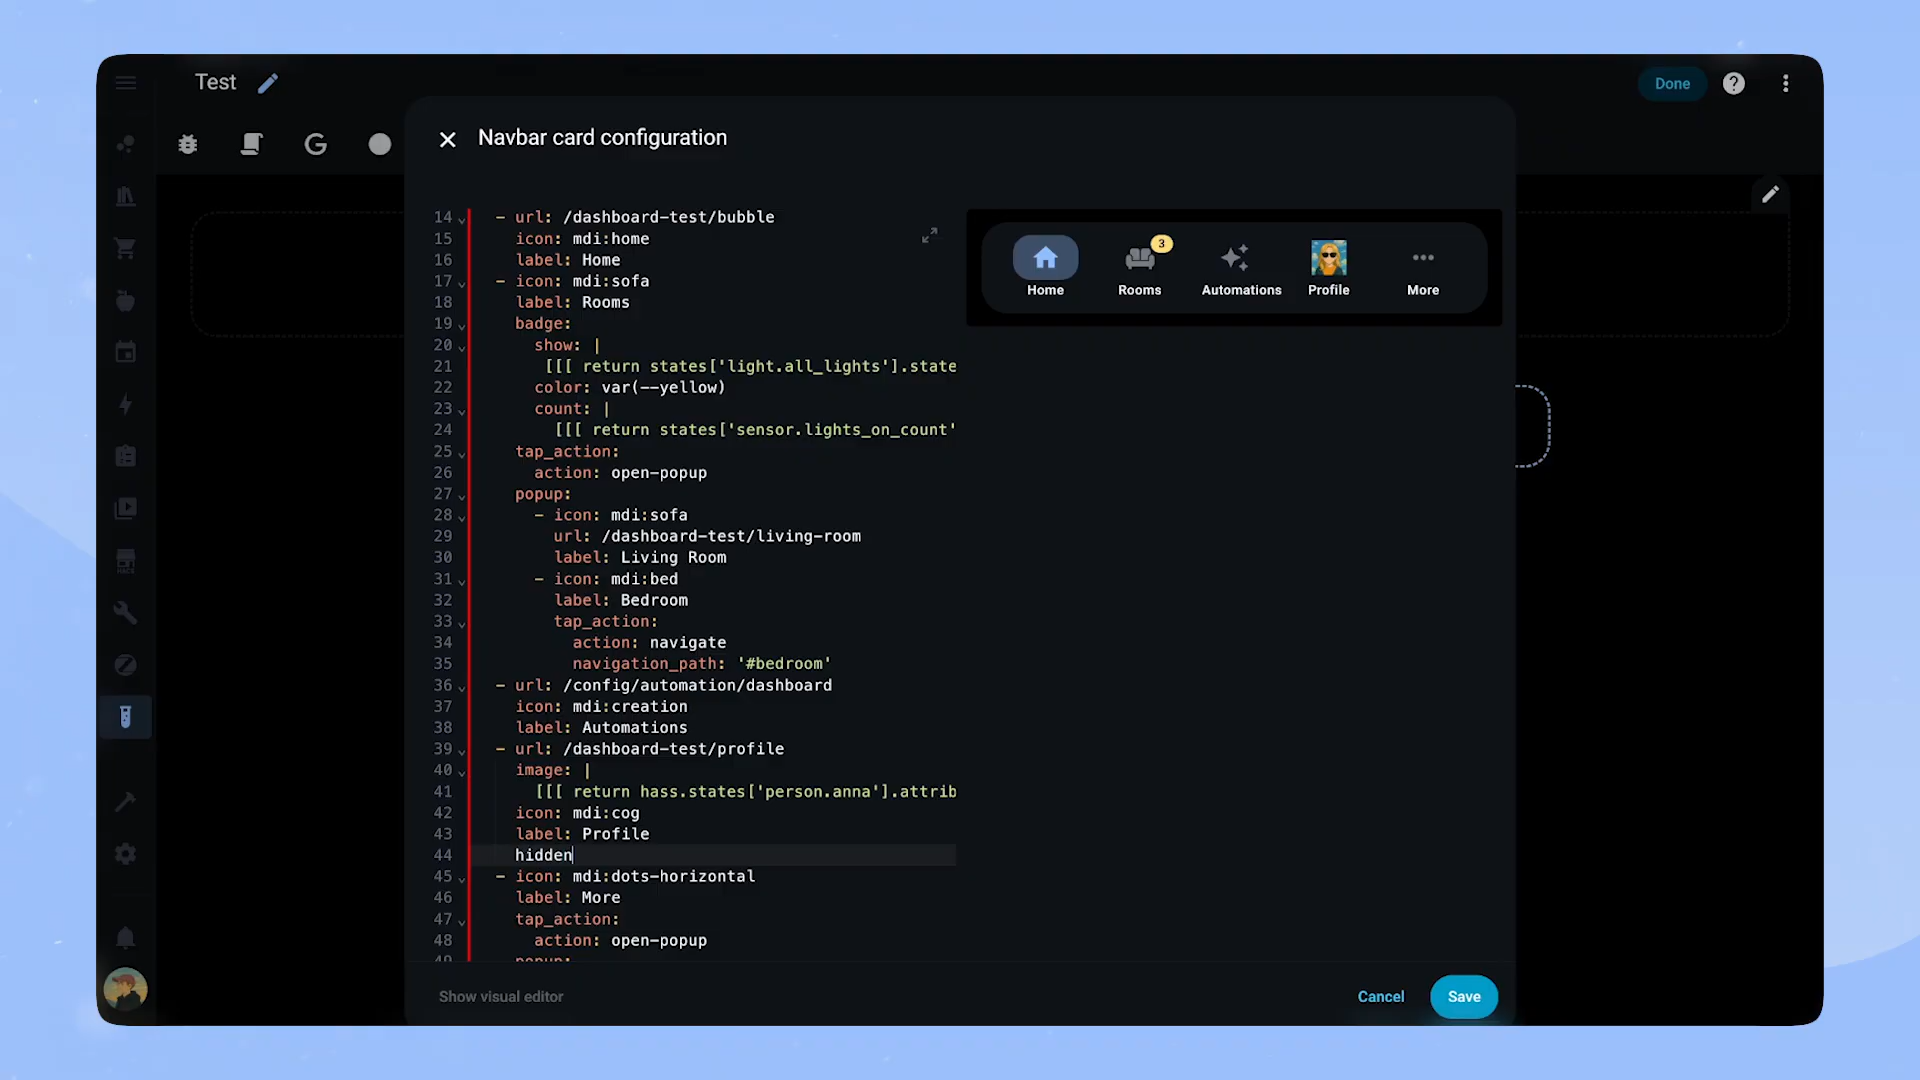 Test
Done
Navbar card configuration
14 - url: /dashboard-test/bubble
15 icon: mdi:home
16 label: Home
17 - icon: mdi:sofa
18 label: Rooms
19 badge:
20 show: |
21 [[[ return states['light.all_lights'].state
22 color: var(--yellow)
23 count: |
24 [[[ return states['sensor.lights_on_count'
25 tap_action:
26 action: open-popup
27 popup:
28 - icon: mdi:sofa
29 url: /dashboard-test/living-room
30 label: Living Room
31 - icon: mdi:bed
32 label: Bedroom
33 tap_action:
34 action: navigate
35 navigation_path: '#bedroom'
36 - url: /config/automation/dashboard
37 icon: mdi:creation
38 label: Automations
39 - url: /dashboard-test/profile
40 image: |
41 [[[ return hass.states['person.anna'].attrib
42 icon: mdi:cog
43 label: Profile
44 hidden
45 - icon: mdi:dots-horizontal
46 label: More
47 tap_action:
48 action: open-popup
49 popup:
3
Home Rooms Automations Profile More
HACS
Show visual editor
Cancel
Save